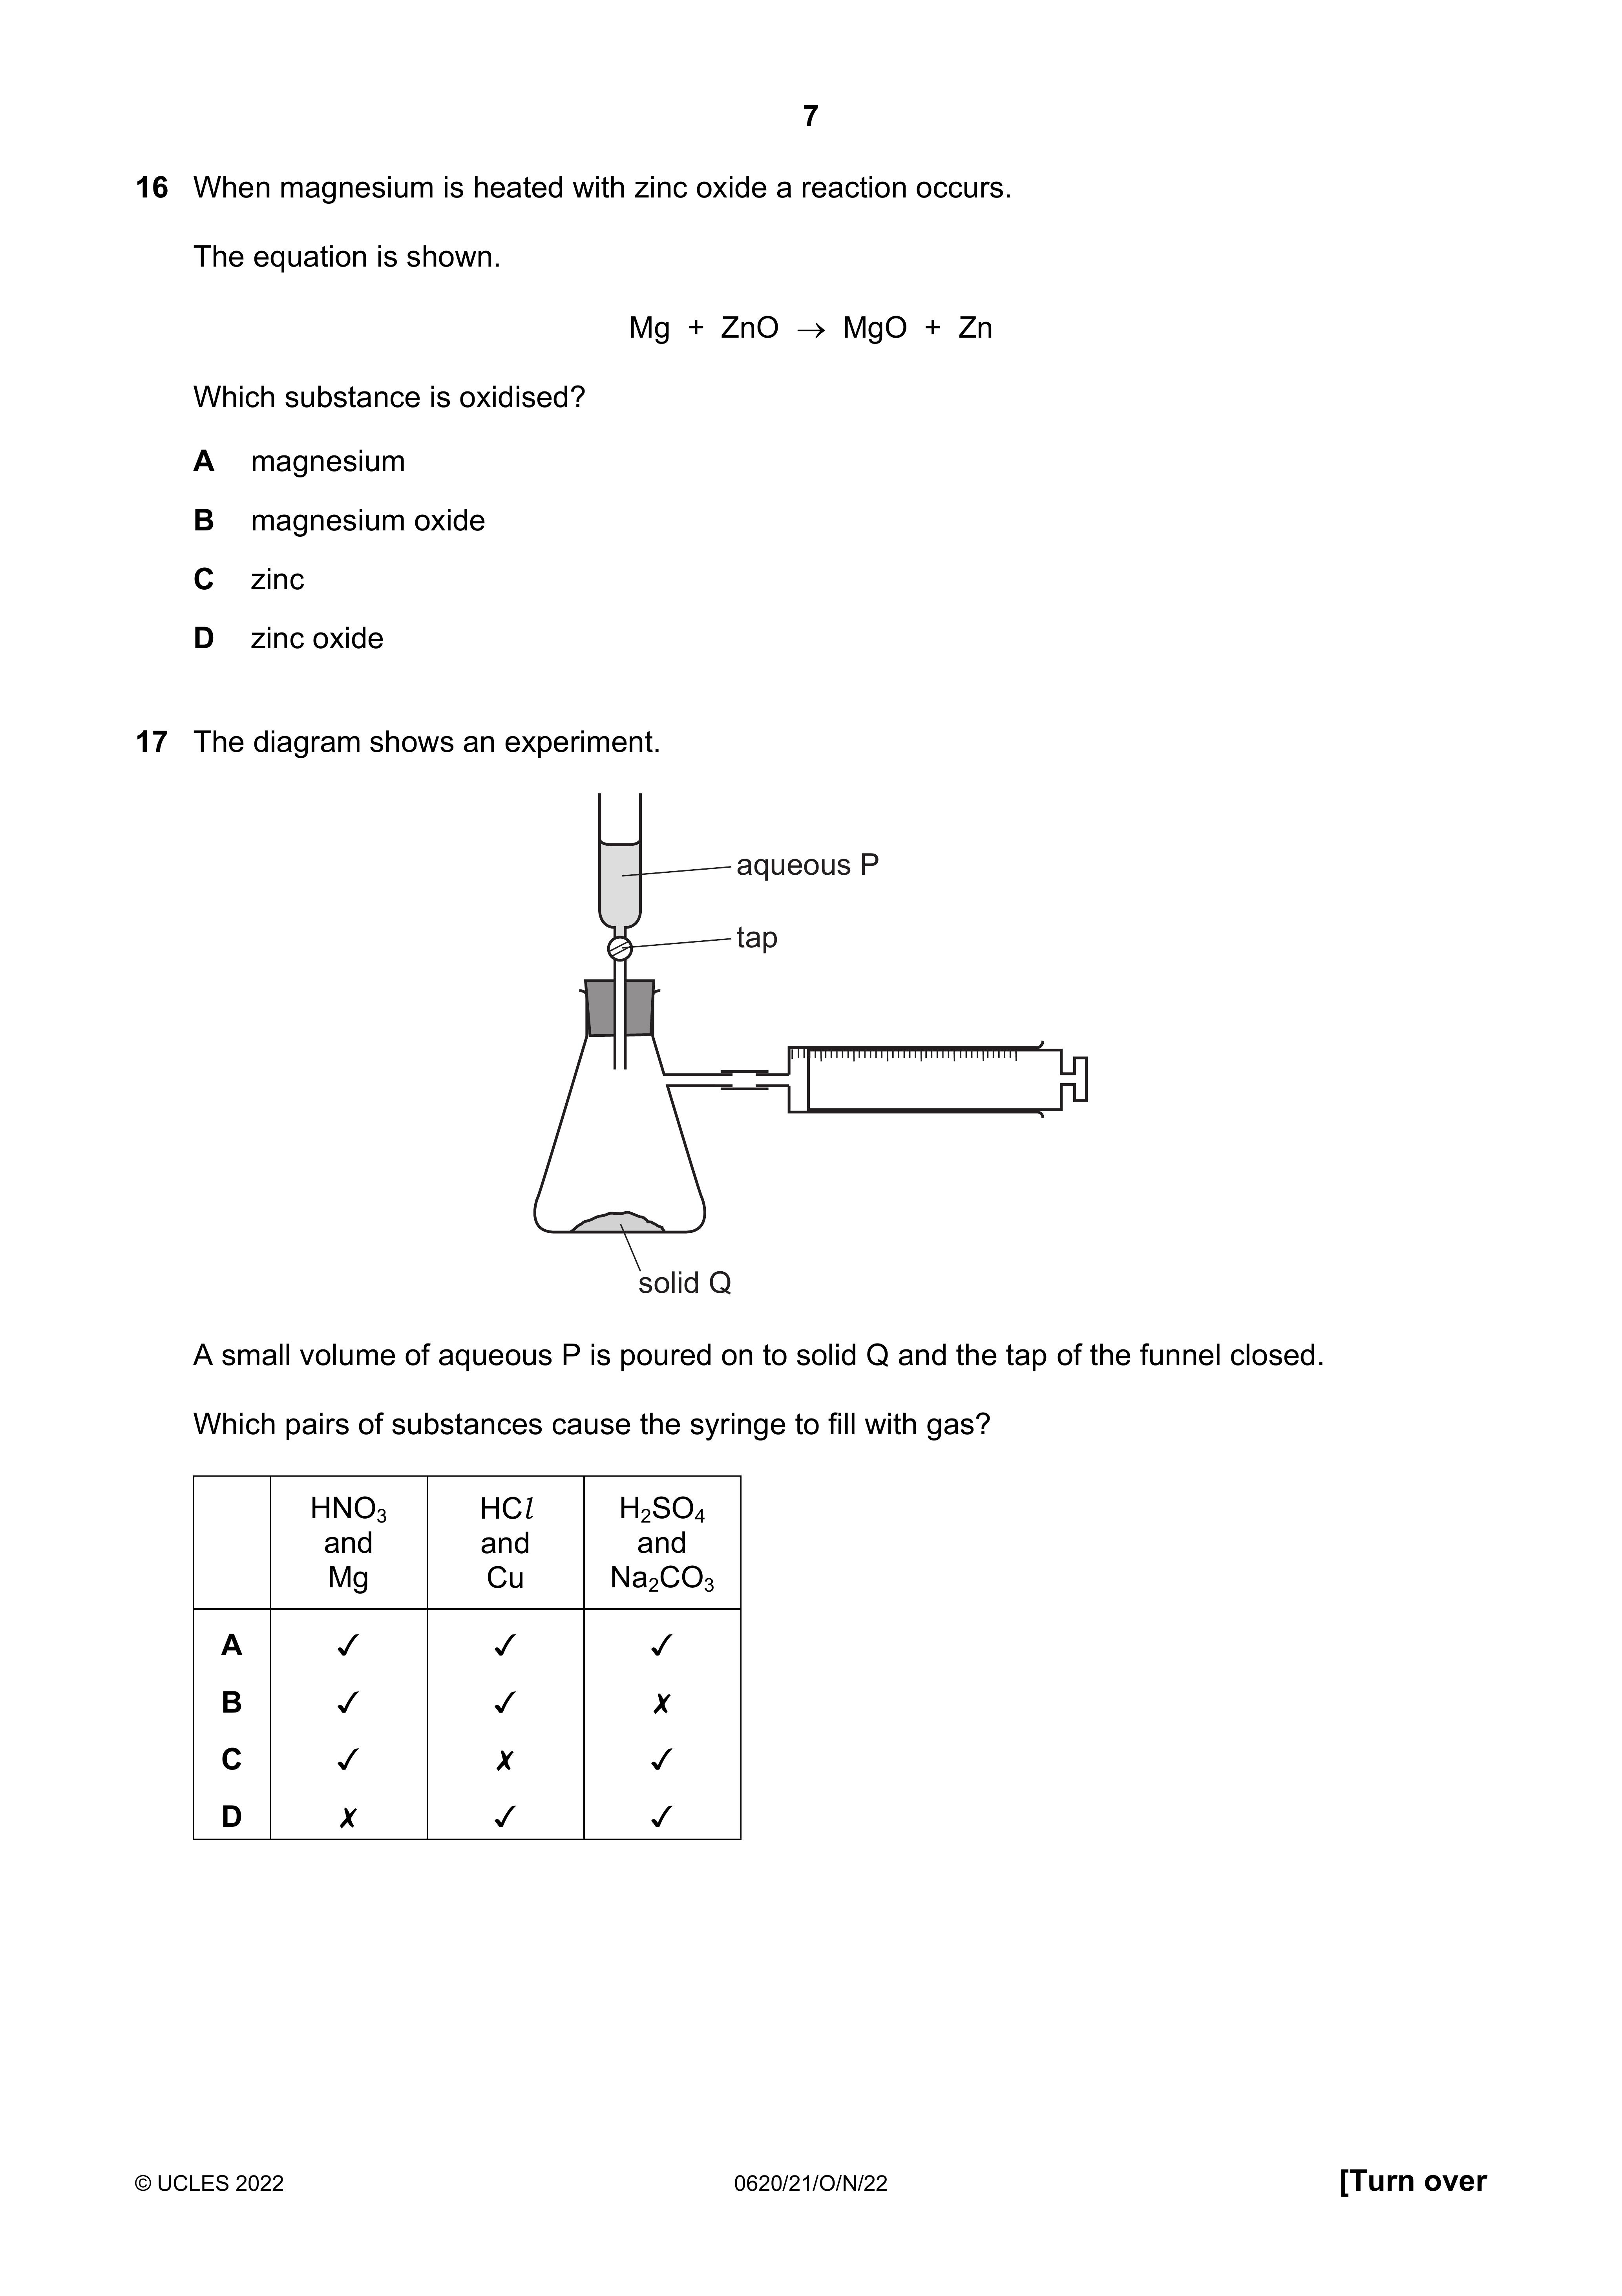 7
16 When magnesium is heated with zinc oxide a reaction occurs.
The equation is shown.
Mg + ZnO → MgO + Zn
Which substance is oxidised?
A magnesium
B magnesium oxide
C zinc
D zinc oxide
17 The diagram shows an experiment.
aqueous P
tap
solid Q
A small volume of aqueous P is poured on to solid Q and the tap of the funnel closed.
Which pairs of substances cause the syringe to fill with gas?
HNO₃ and Mg
HCl and Cu
H₂SO₄ and Na₂CO₃
A ✓ ✓ ✓
B ✓ ✓ ✗
C ✓ ✗ ✓
D ✗ ✓ ✓
© UCLES 2022
0620/21/O/N/22
[Turn over